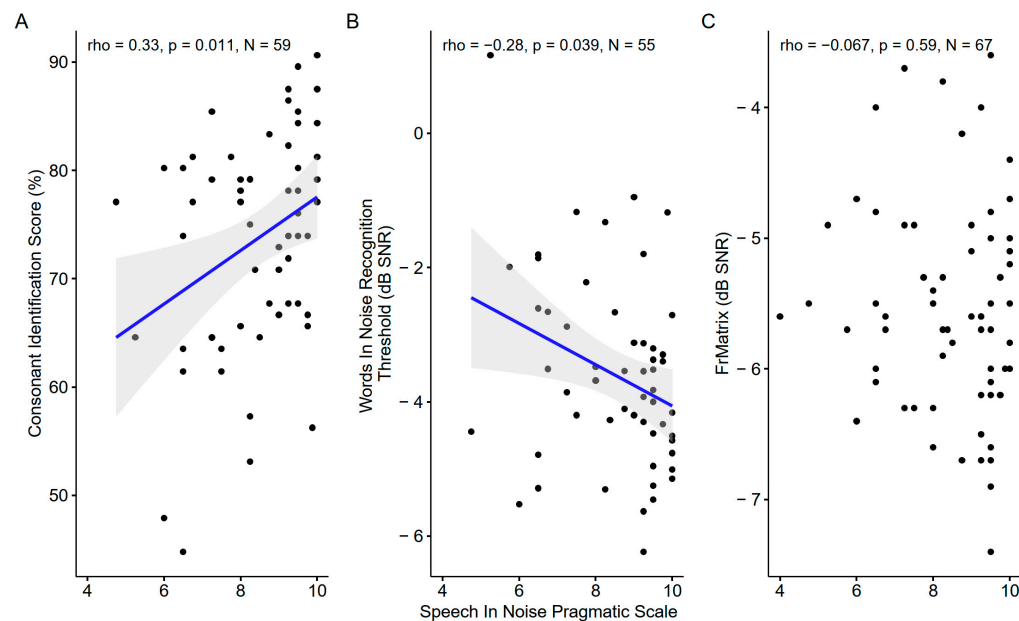 A
rho = 0.33, p = 0.011, N = 59
Consonant Identification Score (%)
90
80
70
60
50
4
6
8
10
B
rho = −0.28, p = 0.039, N = 55
Words In Noise Recognition
Threshold (dB SNR)
0
−2
−4
−6
4
6
8
10
Speech In Noise Pragmatic Scale
C
rho = −0.067, p = 0.59, N = 67
FrMatrix (dB SNR)
−4
−5
−6
−7
4
6
8
10